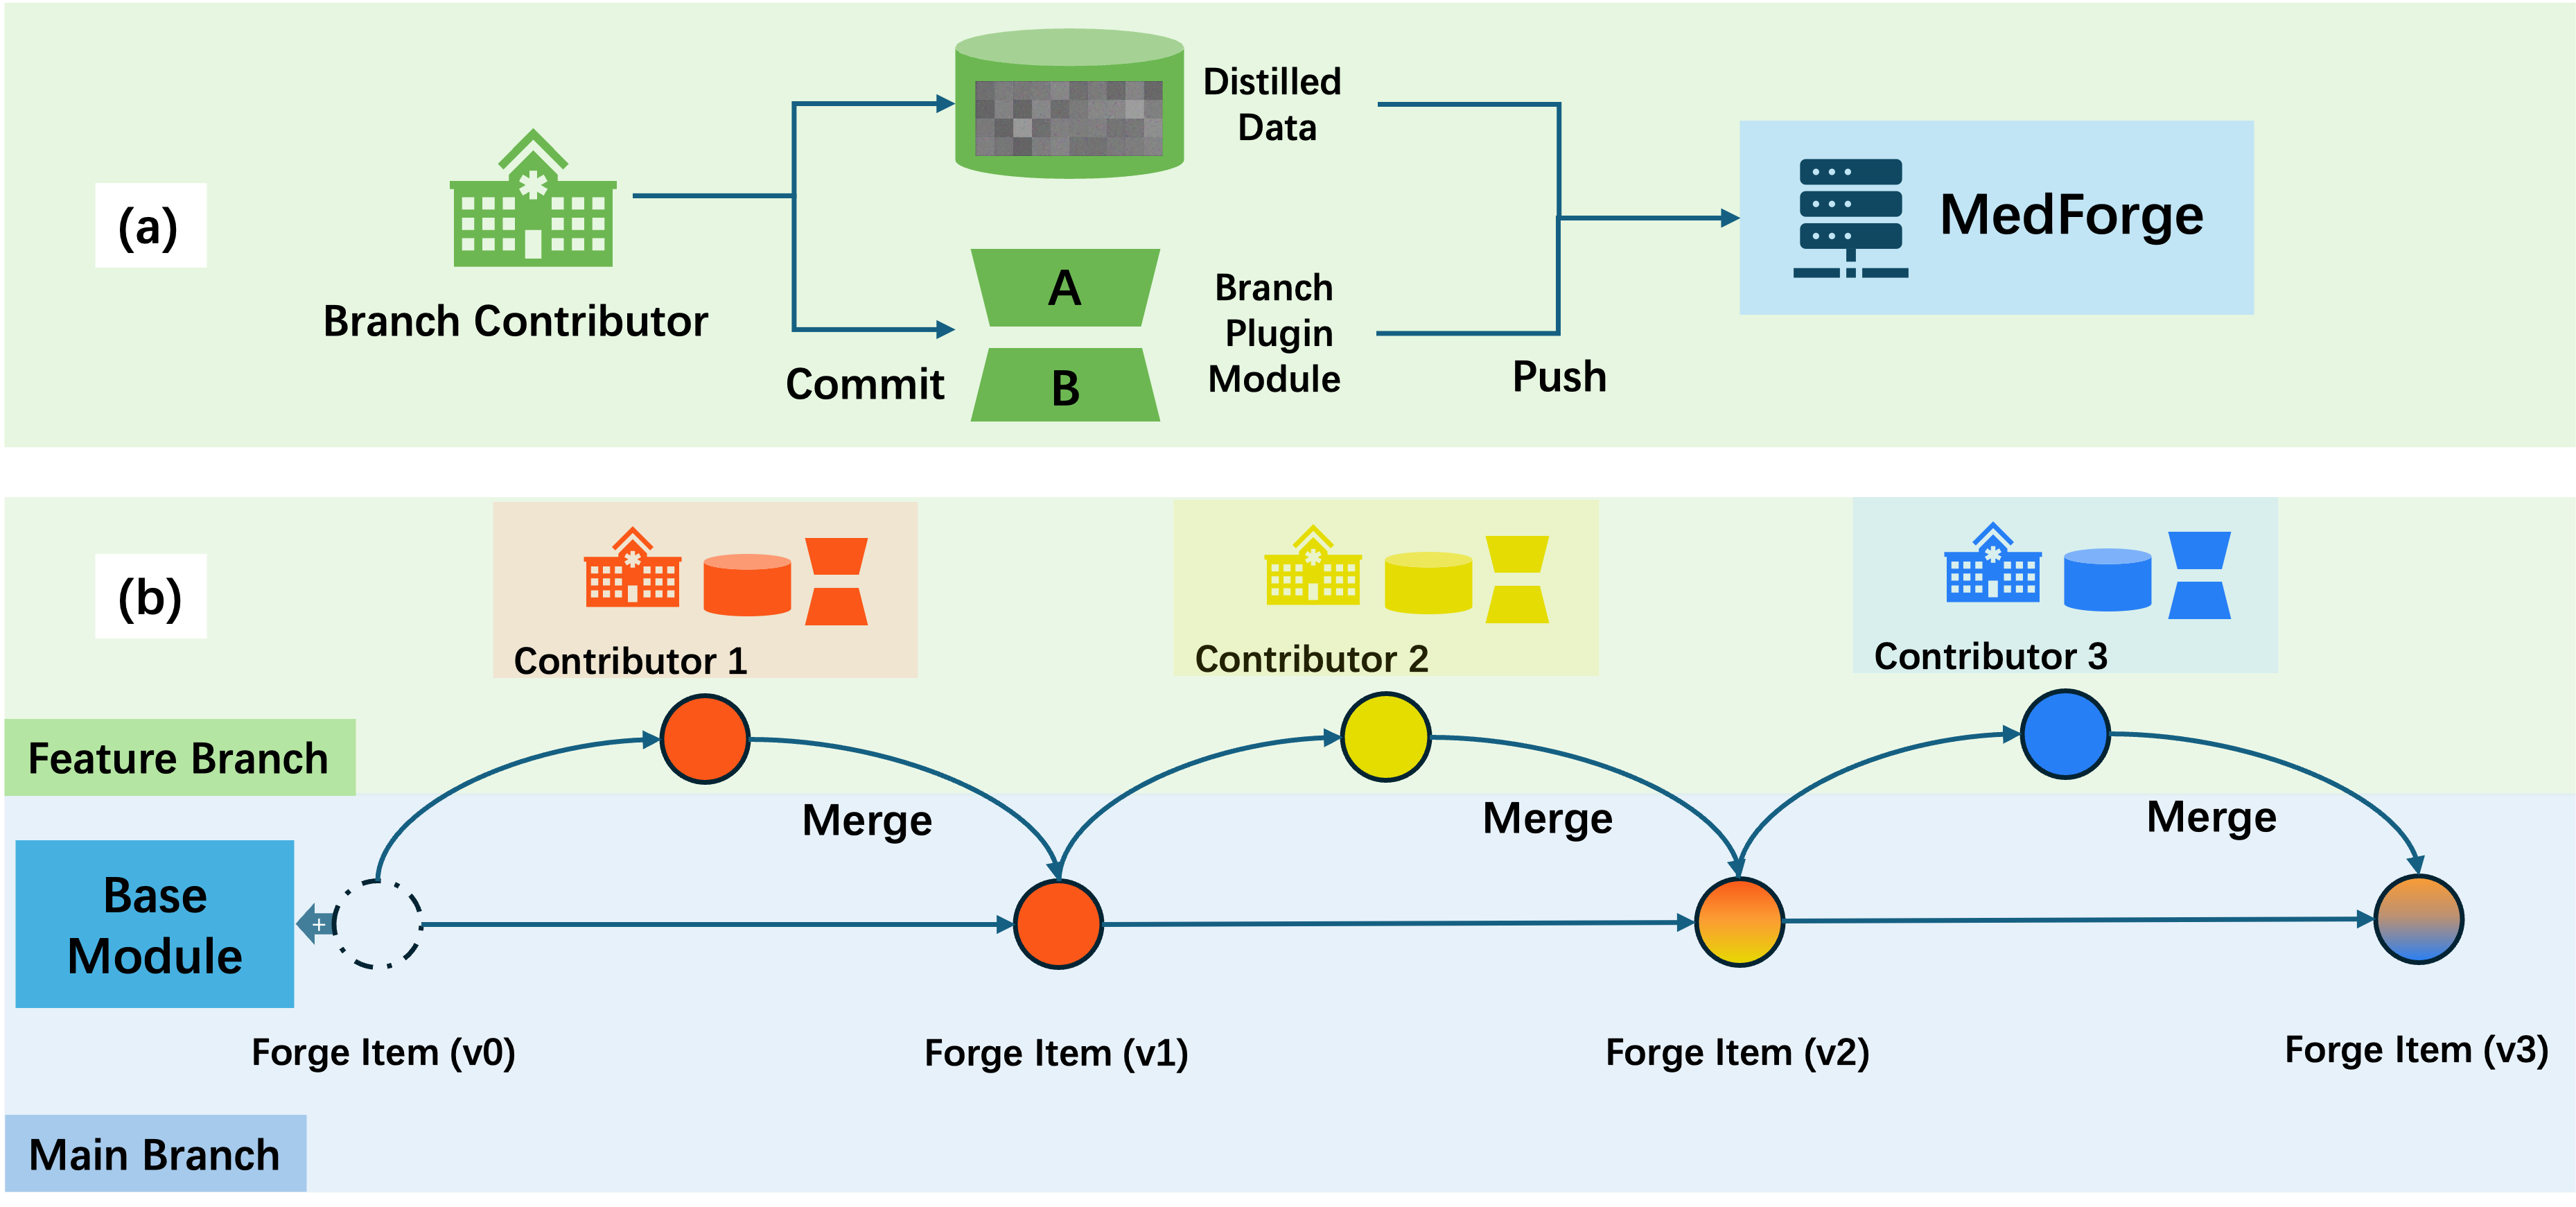 (a)
Branch Contributor
Commit
Distilled
Data
A
B
Branch
Plugin
Module
Push
MedForge
(b)
Contributor 1
Contributor 2
Contributor 3
Feature Branch
Merge
Merge
Merge
Base
Module
+
Forge Item (v0)
Forge Item (v1)
Forge Item (v2)
Forge Item (v3)
Main Branch